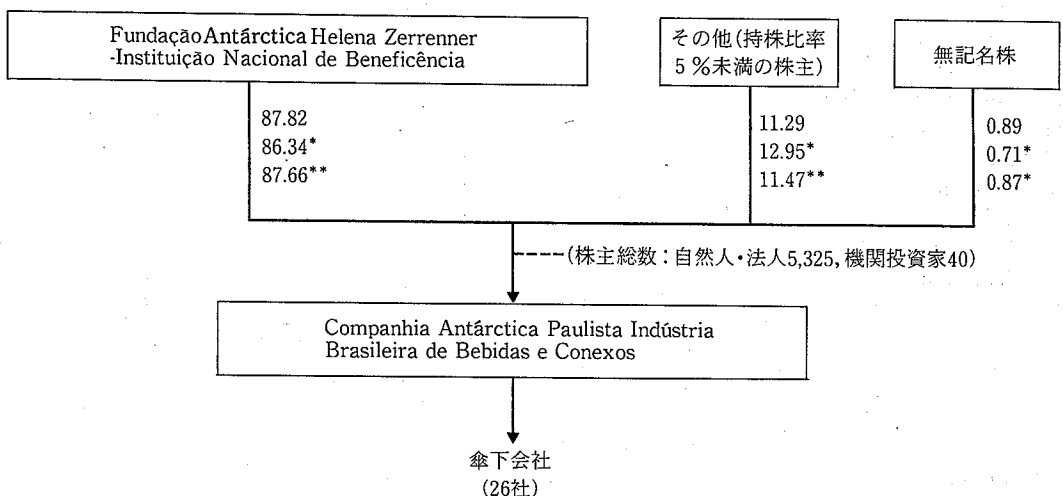 Fundação Antárctica Helena Zerrenner
-Instituição Nacional de Beneficência
その他(持株比率
5％未満の株主)
無記名株
87.82
86.34*
87.66**
11.29
12.95*
11.47**
0.89
0.71*
0.87*
(株主総数：自然人・法人5,325, 機関投資家40)
Companhia Antárctica Paulista Indústria
Brasileira de Bebidas e Conexos
傘下会社
(26社)